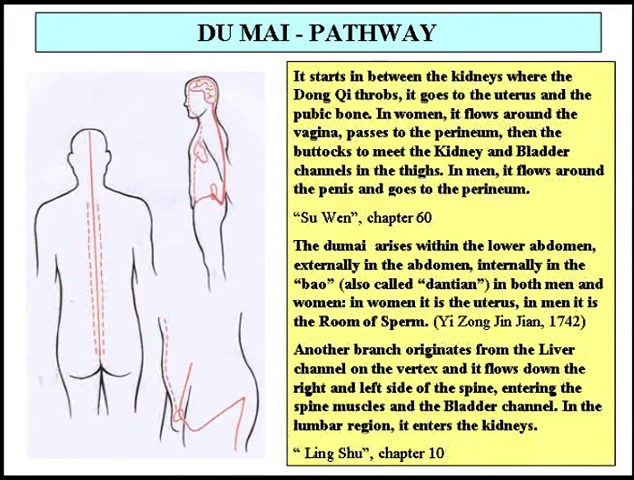 DU MAI - PATHWAY
It starts in between the kidneys where the
Dong Qi throbs, it goes to the uterus and the
pubic bone. In women, it flows around the
vagina, passes to the perineum, then the
buttocks to meet the Kidney and Bladder
channels in the thighs. In men, it flows around
the penis and goes to the perineum.
“Su Wen”, chapter 60
The dumai  arises within the lower abdomen,
externally in the abdomen, internally in the
“bao” (also called “dantian”) in both men and
women: in women it is the uterus, in men it is
the Room of Sperm. (Yi Zong Jin Jian, 1742)
Another branch originates from the Liver
channel on the vertex and it flows down the
right and left side of the spine, entering the
spine muscles and the Bladder channel. In the
lumbar region, it enters the kidneys.
“ Ling Shu”, chapter 10